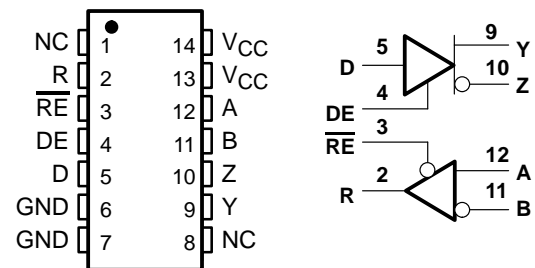 NC 1 14 VCC
R 2 13 VCC
RE 3 12 A
DE 4 11 B
D 5 10 Z
GND 6 9 Y
GND 7 8 NC
5 9 Y
D 10 Z
4
DE
RE 3
12 A
2
R 11 B